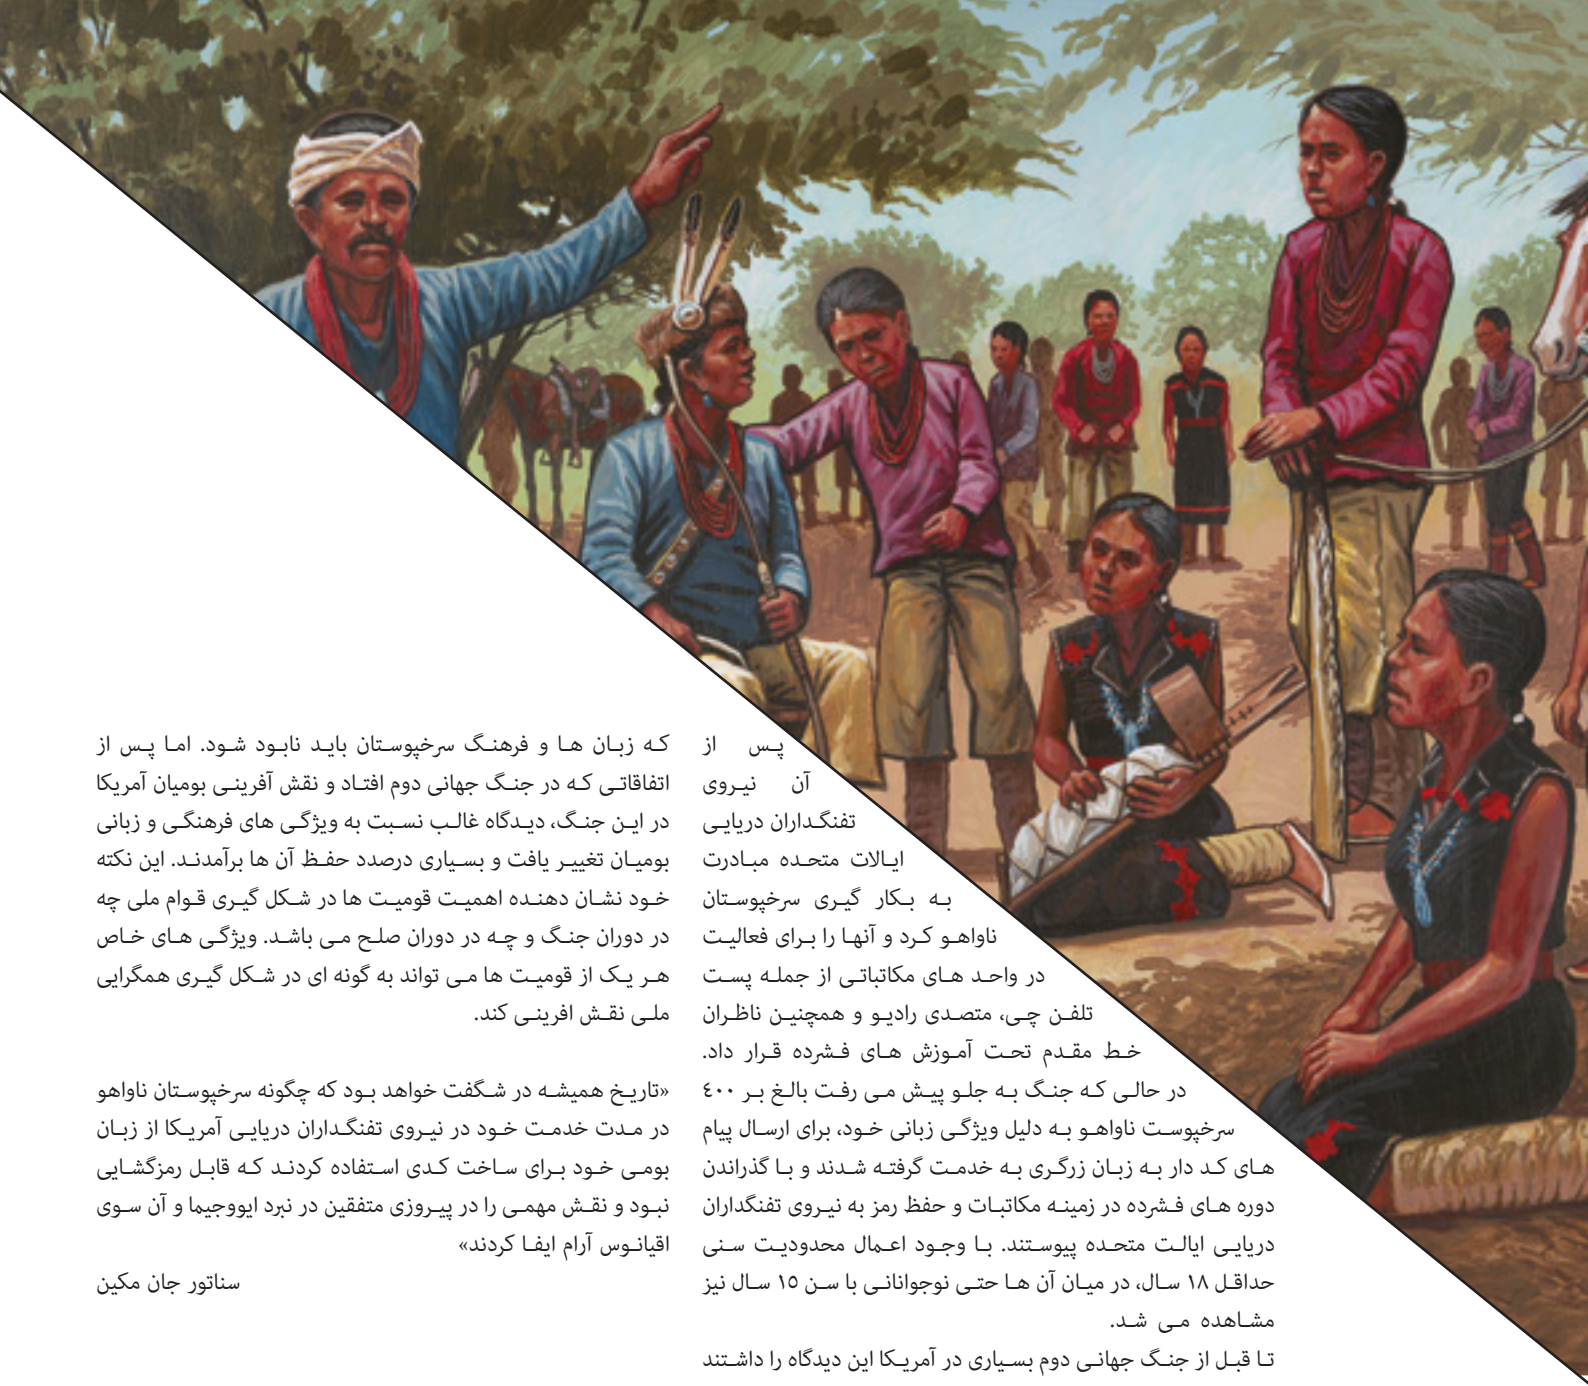 پس از
آن نیروی
تفنگداران دریایی
ایالات متحده مبادرت
به بکار گیری سرخپوستان
ناواهو کرد و آنها را برای فعالیت
در واحد های مکاتباتی از جمله پست
تلفن چی، متصدی رادیو و همچنین ناظران
خط مقدم تحت آموزش های فشرده قرار داد.
در حالی که جنگ به جلو پیش می رفت بالغ بر ٤٠٠
سرخپوست ناواهو به دلیل ویژگی زبانی خود، برای ارسال پیام
های کد دار به زبان زرگری به خدمت گرفته شدند و با گذراندن
دوره های فشرده در زمینه مکاتبات و حفظ رمز به نیروی تفنگداران
دریایی ایالت متحده پیوستند. با وجود اعمال محدودیت سنی
حداقل ١٨ سال، در میان آن ها حتی نوجوانانی با سن ١٥ سال نیز
مشاهده می شد.
تا قبل از جنگ جهانی دوم بسیاری در آمریکا این دیدگاه را داشتند
که زبان ها و فرهنگ سرخپوستان باید نابود شود. اما پس از
اتفاقاتی که در جنگ جهانی دوم افتاد و نقش آفرینی بومیان آمریکا
در این جنگ، دیدگاه غالب نسبت به ویژگی های فرهنگی و زبانی
بومیان تغییر یافت و بسیاری درصدد حفظ آن ها برآمدند. این نکته
خود نشان دهنده اهمیت قومیت ها در شکل گیری قوام ملی چه
در دوران جنگ و چه در دوران صلح می باشد. ویژگی های خاص
هر یک از قومیت ها می تواند به گونه ای در شکل گیری همگرایی
ملی نقش افرینی کند.
«تاریخ همیشه در شگفت خواهد بود که چگونه سرخپوستان ناواهو
در مدت خدمت خود در نیروی تفنگداران دریایی آمریکا از زبان
بومی خود برای ساخت کدی استفاده کردند که قابل رمزگشایی
نبود و نقش مهمی را در پیروزی متفقین در نبرد ایووجیما و آن سوی
اقیانوس آرام ایفا کردند»
سناتور جان مکین